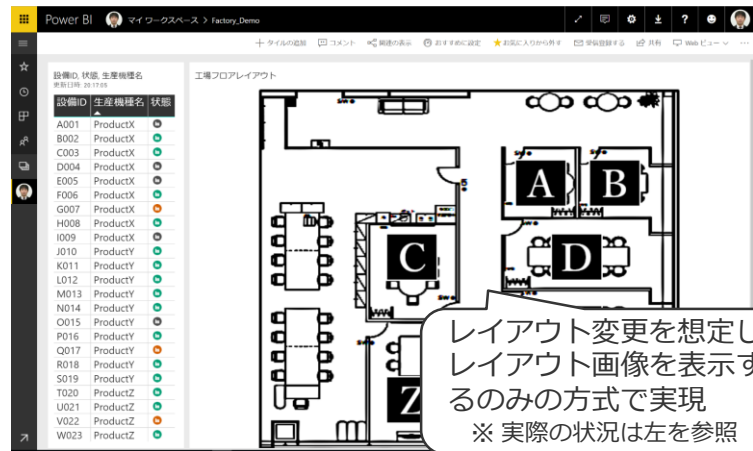 Power BI マイ ワークスペース > Factory_Demo
タイルの追加 コメント 関連の表示 おすすめに設定 お気に入りから外す 受信登録する 共有 Web ビュー
設備ID, 状態, 生産機種名
更新日時: 20:17:05
工場フロアレイアウト
設備ID 生産機種名 状態
A001 ProductX
B002 ProductX
C003 ProductX
D004 ProductX
E005 ProductX
F006 ProductX
G007 ProductX
H008 ProductX
I009 ProductX
J010 ProductY
K011 ProductY
L012 ProductY
M013 ProductY
N014 ProductY
O015 ProductY
P016 ProductY
Q017 ProductY
R018 ProductY
S019 ProductY
T020 ProductZ
U021 ProductZ
V022 ProductZ
W023 ProductZ
A
B
C
D
Z
レイアウト変更を想定し
レイアウト画像を表示す
るのみの方式で実現
※ 実際の状況は左を参照